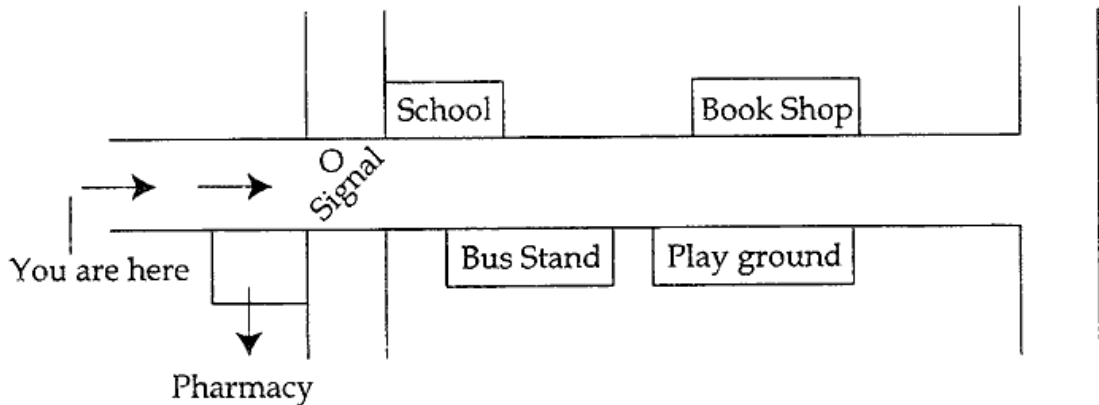 School
Book Shop
O
Signal
You are here
Bus Stand
Play ground
Pharmacy